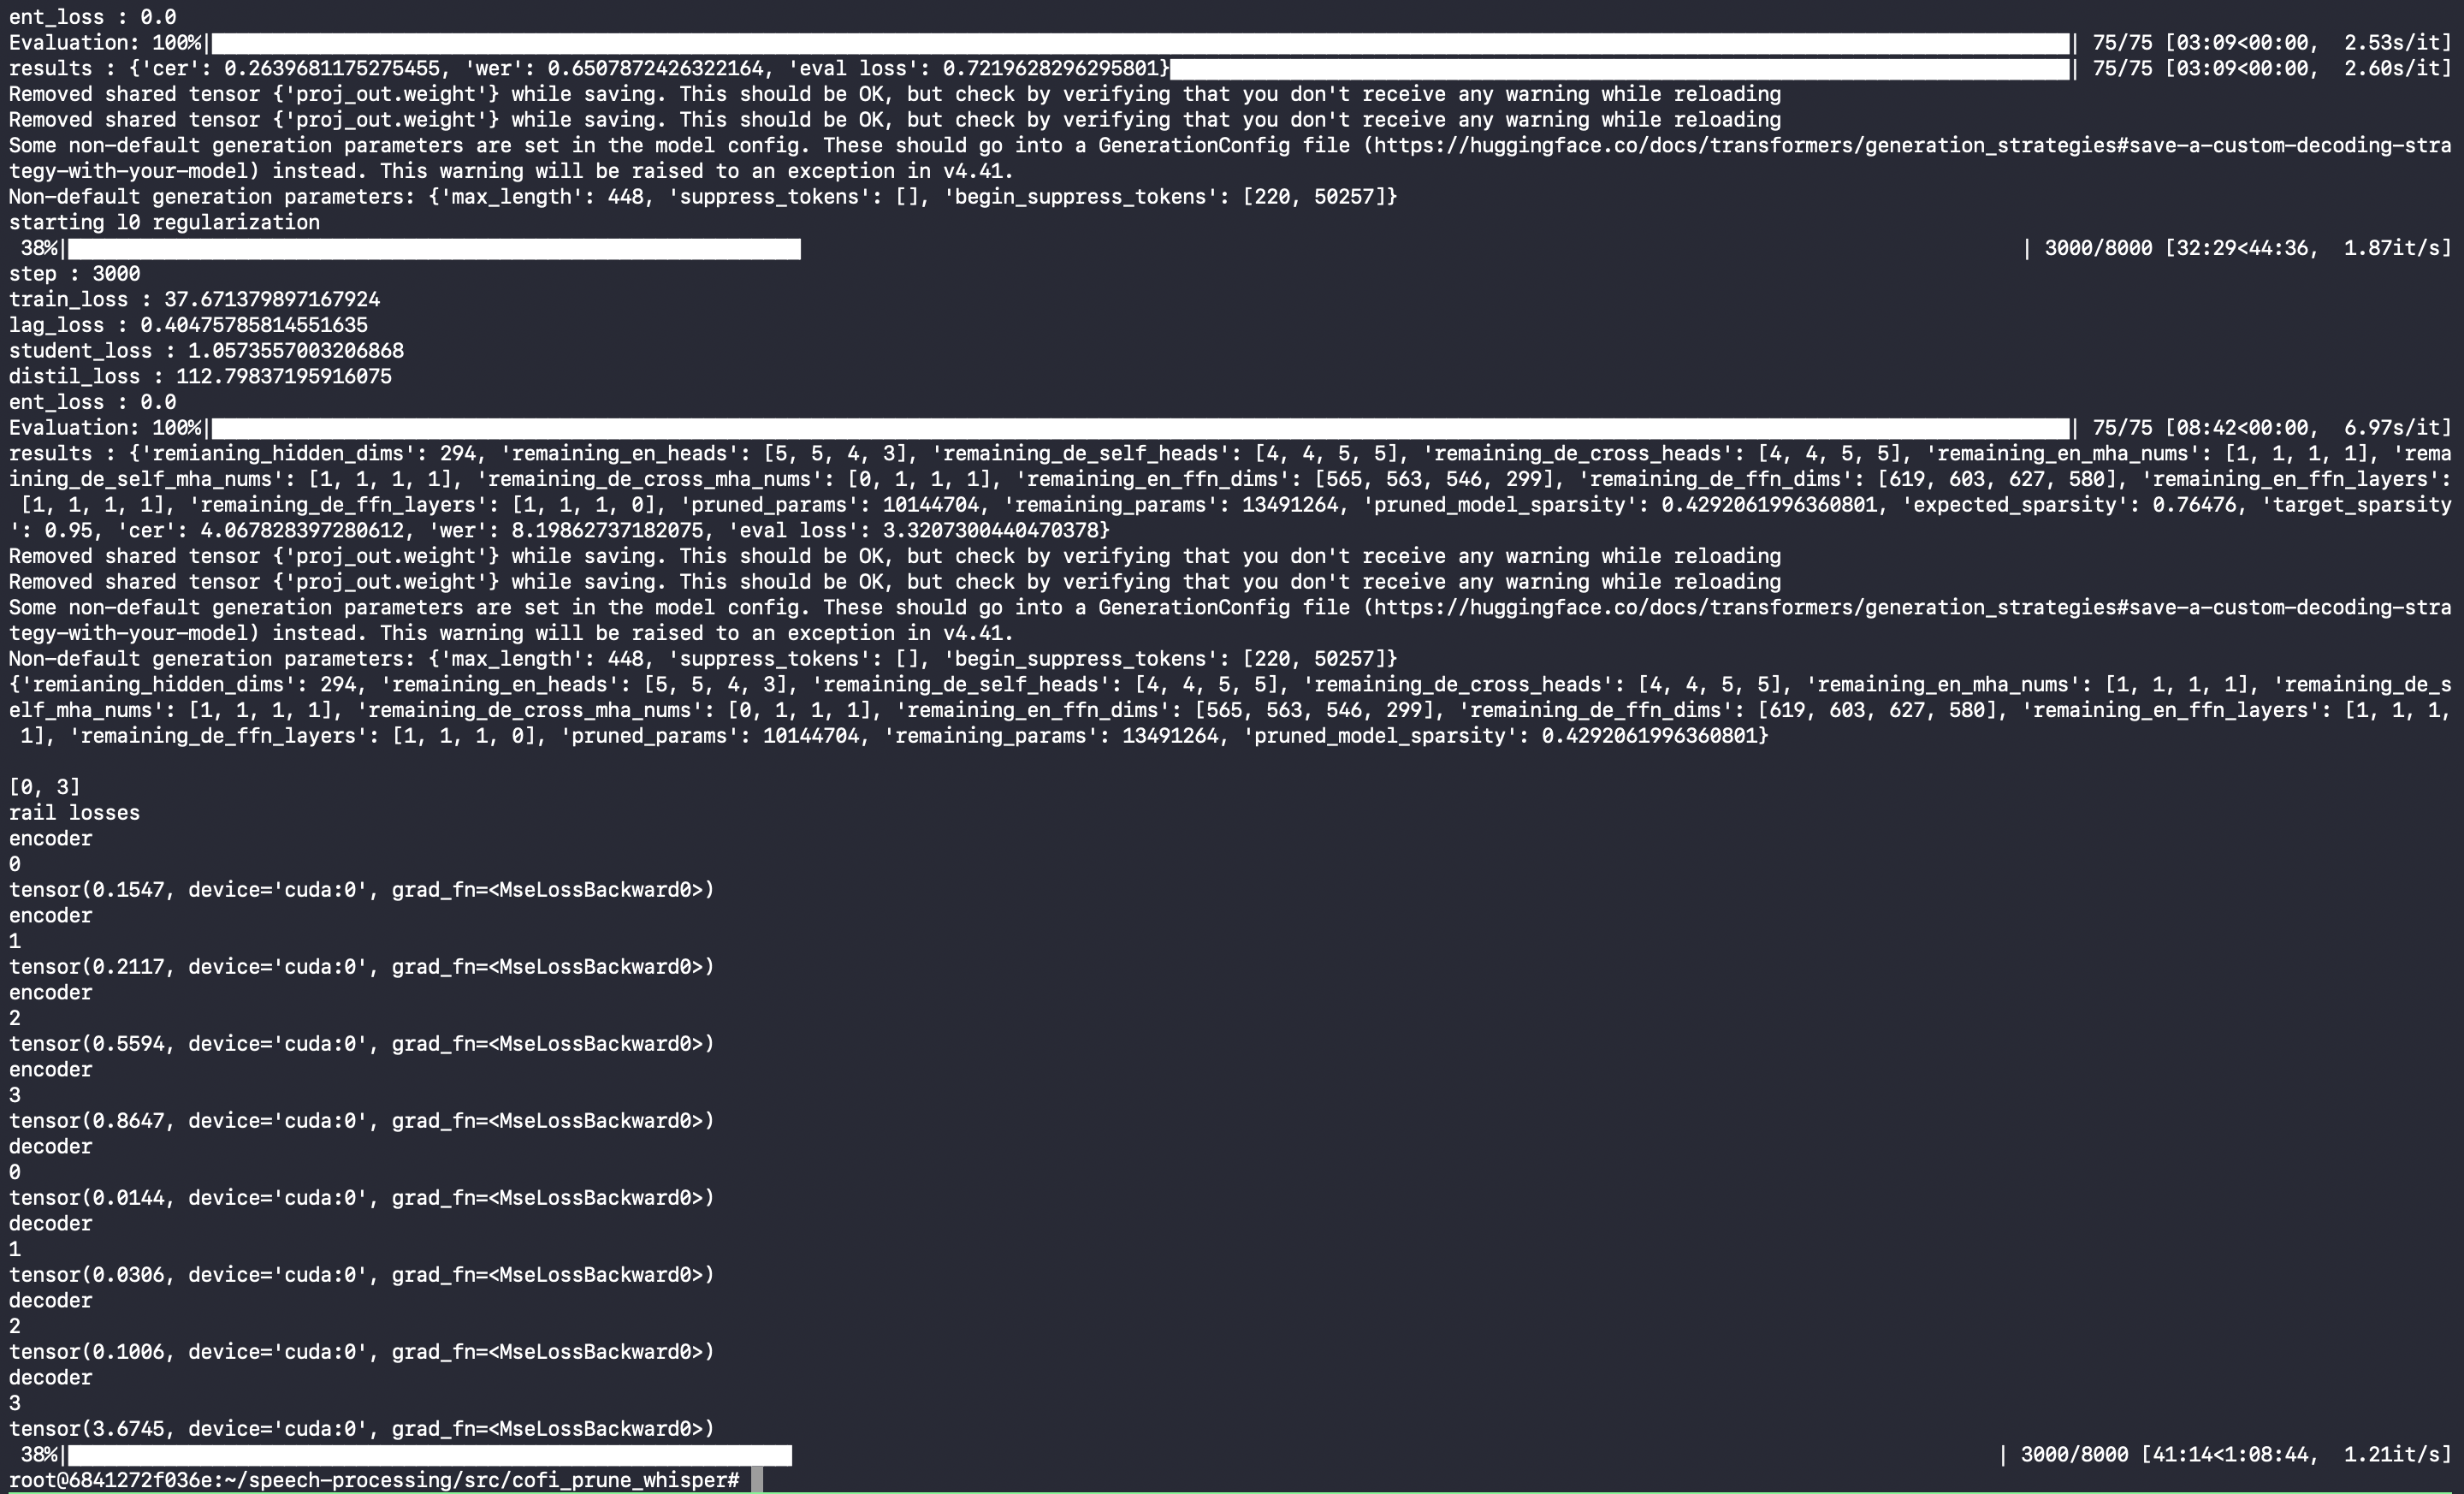 ent_loss : 0.0
Evaluation: 100%| | 75/75 [03:09<00:00,  2.53s/it]
results : {'cer': 0.2639681175275455, 'wer': 0.6507872426322164, 'eval loss': 0.7219628296295801} | 75/75 [03:09<00:00,  2.60s/it]
Removed shared tensor {'proj_out.weight'} while saving. This should be OK, but check by verifying that you don't receive any warning while reloading
Removed shared tensor {'proj_out.weight'} while saving. This should be OK, but check by verifying that you don't receive any warning while reloading
Some non-default generation parameters are set in the model config. These should go into a GenerationConfig file (https://huggingface.co/docs/transformers/generation_strategies#save-a-custom-decoding-stra
tegy-with-your-model) instead. This warning will be raised to an exception in v4.41.
Non-default generation parameters: {'max_length': 448, 'suppress_tokens': [], 'begin_suppress_tokens': [220, 50257]}
starting l0 regularization
 38%| | 3000/8000 [32:29<44:36,  1.87it/s]
step : 3000
train_loss : 37.671379897167924
lag_loss : 0.40475785814551635
student_loss : 1.0573557003206868
distil_loss : 112.79837195916075
ent_loss : 0.0
Evaluation: 100%| | 75/75 [08:42<00:00,  6.97s/it]
results : {'remianing_hidden_dims': 294, 'remaining_en_heads': [5, 5, 4, 3], 'remaining_de_self_heads': [4, 4, 5, 5], 'remaining_de_cross_heads': [4, 4, 5, 5], 'remaining_en_mha_nums': [1, 1, 1, 1], 'rema
ining_de_self_mha_nums': [1, 1, 1, 1], 'remaining_de_cross_mha_nums': [0, 1, 1, 1], 'remaining_en_ffn_dims': [565, 563, 546, 299], 'remaining_de_ffn_dims': [619, 603, 627, 580], 'remaining_en_ffn_layers':
 [1, 1, 1, 1], 'remaining_de_ffn_layers': [1, 1, 1, 0], 'pruned_params': 10144704, 'remaining_params': 13491264, 'pruned_model_sparsity': 0.4292061996360801, 'expected_sparsity': 0.76476, 'target_sparsity
': 0.95, 'cer': 4.067828397280612, 'wer': 8.19862737182075, 'eval loss': 3.3207300440470378}
Removed shared tensor {'proj_out.weight'} while saving. This should be OK, but check by verifying that you don't receive any warning while reloading
Removed shared tensor {'proj_out.weight'} while saving. This should be OK, but check by verifying that you don't receive any warning while reloading
Some non-default generation parameters are set in the model config. These should go into a GenerationConfig file (https://huggingface.co/docs/transformers/generation_strategies#save-a-custom-decoding-stra
tegy-with-your-model) instead. This warning will be raised to an exception in v4.41.
Non-default generation parameters: {'max_length': 448, 'suppress_tokens': [], 'begin_suppress_tokens': [220, 50257]}
{'remianing_hidden_dims': 294, 'remaining_en_heads': [5, 5, 4, 3], 'remaining_de_self_heads': [4, 4, 5, 5], 'remaining_de_cross_heads': [4, 4, 5, 5], 'remaining_en_mha_nums': [1, 1, 1, 1], 'remaining_de_s
elf_mha_nums': [1, 1, 1, 1], 'remaining_de_cross_mha_nums': [0, 1, 1, 1], 'remaining_en_ffn_dims': [565, 563, 546, 299], 'remaining_de_ffn_dims': [619, 603, 627, 580], 'remaining_en_ffn_layers': [1, 1, 1,
 1], 'remaining_de_ffn_layers': [1, 1, 1, 0], 'pruned_params': 10144704, 'remaining_params': 13491264, 'pruned_model_sparsity': 0.4292061996360801}
[0, 3]
rail losses
encoder
0
tensor(0.1547, device='cuda:0', grad_fn=<MseLossBackward0>)
encoder
1
tensor(0.2117, device='cuda:0', grad_fn=<MseLossBackward0>)
encoder
2
tensor(0.5594, device='cuda:0', grad_fn=<MseLossBackward0>)
encoder
3
tensor(0.8647, device='cuda:0', grad_fn=<MseLossBackward0>)
decoder
0
tensor(0.0144, device='cuda:0', grad_fn=<MseLossBackward0>)
decoder
1
tensor(0.0306, device='cuda:0', grad_fn=<MseLossBackward0>)
decoder
2
tensor(0.1006, device='cuda:0', grad_fn=<MseLossBackward0>)
decoder
3
tensor(3.6745, device='cuda:0', grad_fn=<MseLossBackward0>)
 38%| | 3000/8000 [41:14<1:08:44,  1.21it/s]
root@6841272f036e:~/speech-processing/src/cofi_prune_whisper#